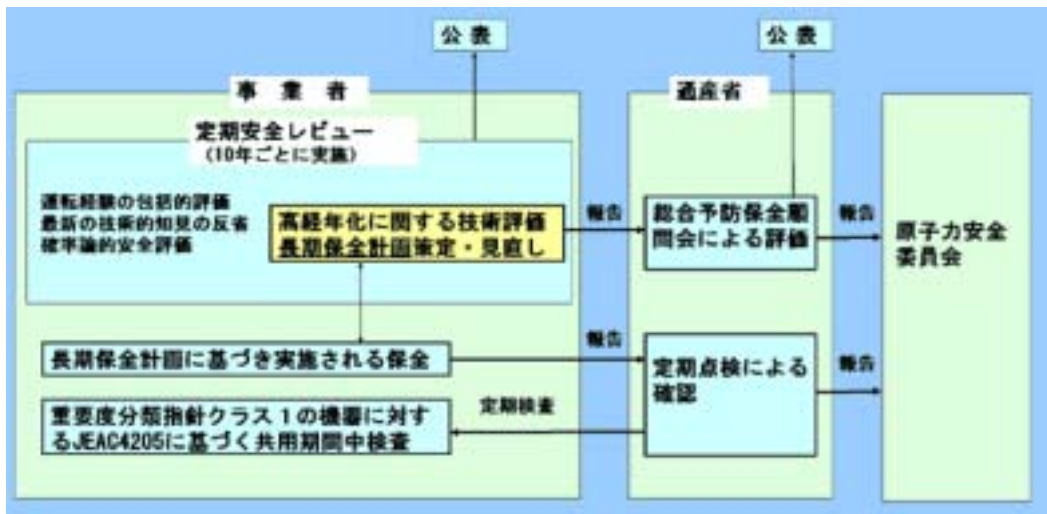 公表
公表
事業者
通産省
定期安全レビュー
(10年ごとに実施)
運転経験の包括的評価
最新の技術的知見の反省
確率論的安全評価
高経年化に関する技術評価
長期保全計画策定・見直し
報告
総合予防保全顧
問会による評価
報告
原子力安全
委員会
長期保全計画に基づき実施される保全
報告
定期点検による
確認
報告
重要度分類指針クラス1の機器に対す
るJEAC4205に基づく共用期間中検査
定期検査